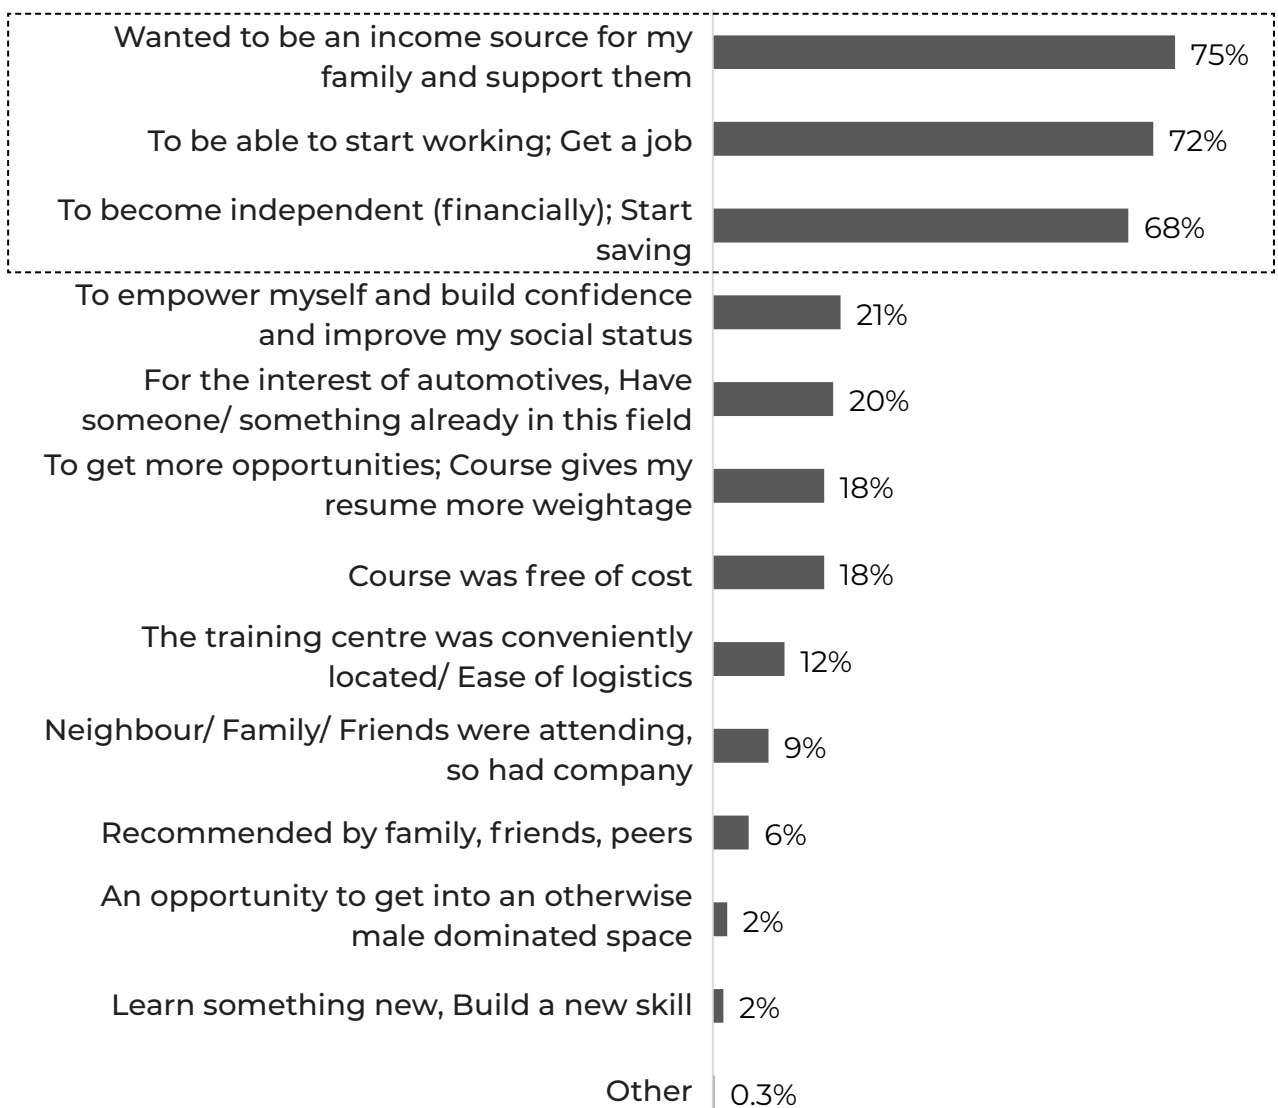 Wanted to be an income source for my
family and support them
75%
To be able to start working; Get a job
72%
To become independent (financially); Start
saving
68%
To empower myself and build confidence
and improve my social status
21%
For the interest of automotives, Have
someone/ something already in this field
20%
To get more opportunities; Course gives my
resume more weightage
18%
Course was free of cost
18%
The training centre was conveniently
located/ Ease of logistics
12%
Neighbour/ Family/ Friends were attending,
so had company
9%
Recommended by family, friends, peers
6%
An opportunity to get into an otherwise
male dominated space
2%
Learn something new, Build a new skill
2%
Other
0.3%